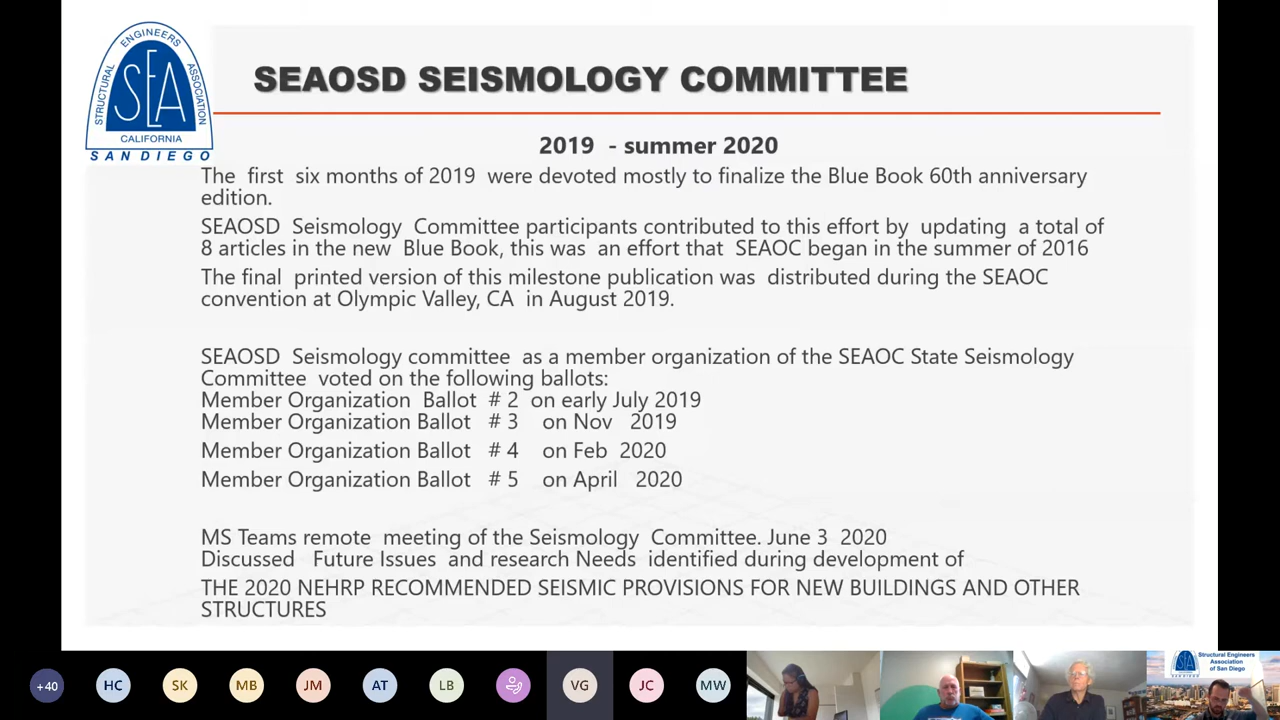 STRUCTURAL ENGINEERS ASSOCIATION
SEA
CALIFORNIA
SAN DIEGO
SEAOSD SEISMOLOGY COMMITTEE
2019 - summer 2020
The first six months of 2019 were devoted mostly to finalize the Blue Book 60th anniversary
edition.
SEAOSD Seismology Committee participants contributed to this effort by updating a total of
8 articles in the new Blue Book, this was an effort that SEAOC began in the summer of 2016
The final printed version of this milestone publication was distributed during the SEAOC
convention at Olympic Valley, CA in August 2019.
SEAOSD Seismology committee as a member organization of the SEAOC State Seismology
Committee voted on the following ballots:
Member Organization Ballot # 2 on early July 2019
Member Organization Ballot # 3 on Nov 2019
Member Organization Ballot # 4 on Feb 2020
Member Organization Ballot # 5 on April 2020
MS Teams remote meeting of the Seismology Committee. June 3 2020
Discussed Future Issues and research Needs identified during development of
THE 2020 NEHRP RECOMMENDED SEISMIC PROVISIONS FOR NEW BUILDINGS AND OTHER
STRUCTURES
+40 HC SK MB JM AT LB VG JC MW
Structural Engineers
Association
of San Diego